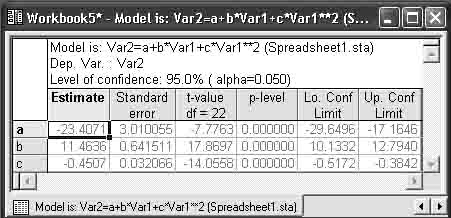 Workbook5* - Model is: Var2=a+b*Var1+c*Var1**2 (S...
Model is: Var2=a+b*Var1+c*Var1**2 (Spreadsheet1.sta)
Dep. Var. : Var2
Level of confidence: 95.0% ( alpha=0.050)
Estimate Standard error t-value df = 22 p-level Lo. Conf Limit Up. Conf Limit
a -23.4071 3.010055 -7.7763 0.000000 -29.6496 -17.1646
b 11.4636 0.641511 17.8697 0.000000 10.1332 12.7940
c -0.4507 0.032066 -14.0558 0.000000 -0.5172 -0.3842
Model is: Var2=a+b*Var1+c*Var1**2 (Spreadsheet1.sta)